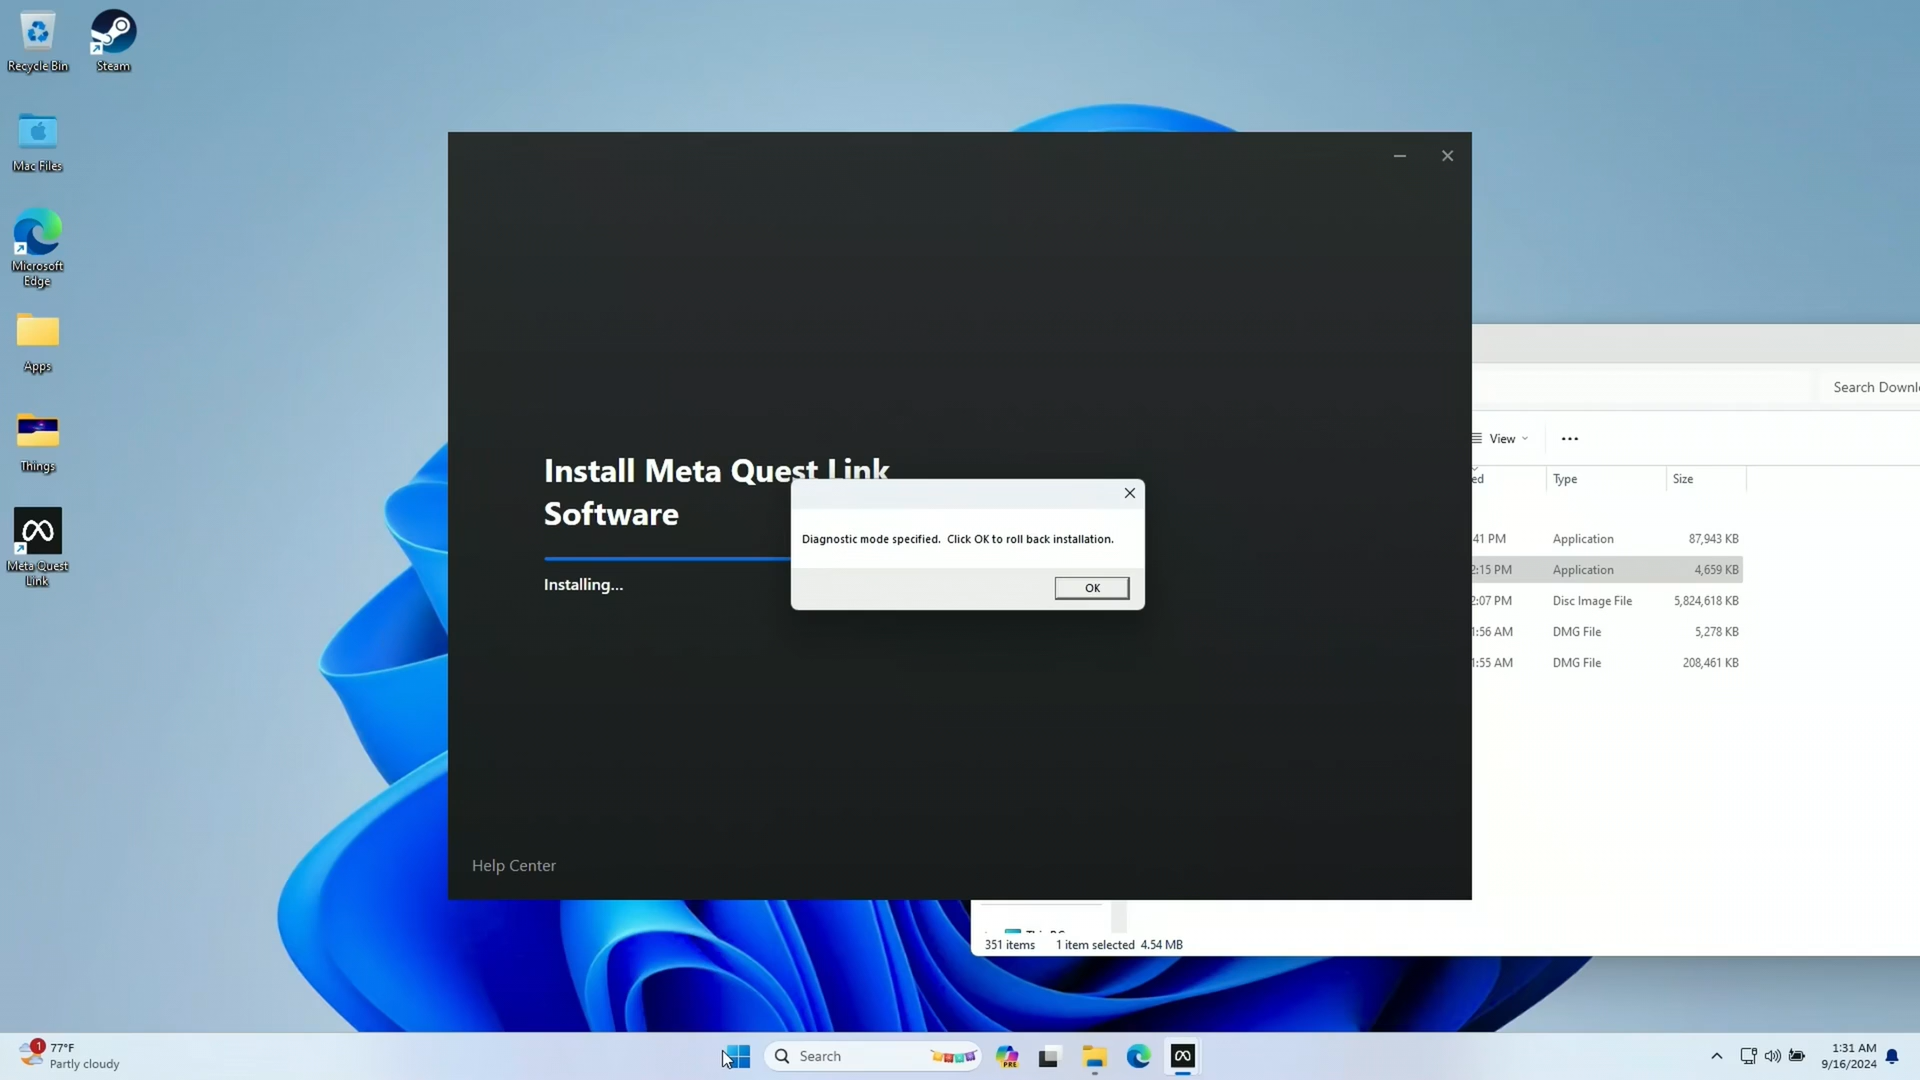 Recycle Bin
Steam
Mac Files
Microsoft
Edge
Apps
Things
Meta Quest
Link
Install Meta Quest Link
Software
Installing...
Diagnostic mode specified.  Click OK to roll back installation.
OK
Help Center
Search Downl
View
ed
Type
Size
41 PM
Application
87,943 KB
2:15 PM
Application
4,659 KB
2:07 PM
Disc Image File
5,824,618 KB
1:56 AM
DMG File
5,278 KB
1:55 AM
DMG File
208,461 KB
351 items
1 item selected
4.54 MB
1
77°F
Partly cloudy
Search
PRE
1:31 AM
9/16/2024